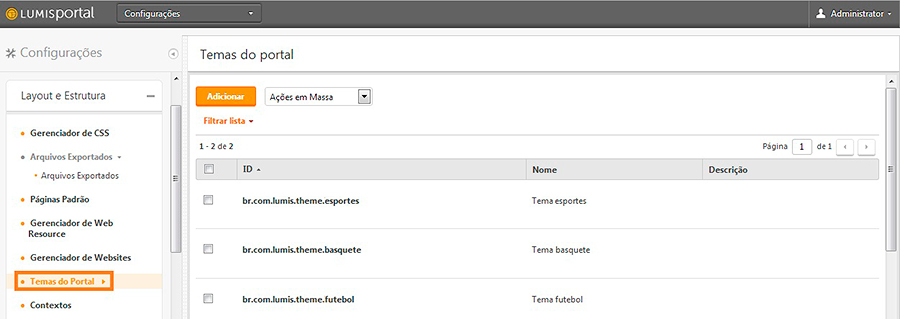 LUMISPORTAL
Configurações
Administrator
Configurações
Layout e Estrutura
Gerenciador de CSS
Arquivos Exportados
Arquivos Exportados
Páginas Padrão
Gerenciador de Web
Resource
Gerenciador de Websites
Temas do Portal
Contextos
Temas do portal
Adicionar
Ações em Massa
Filtrar lista
1 - 2 de 2
Página 1 de 1
ID Nome Descrição
br.com.lumis.theme.esportes Tema esportes
br.com.lumis.theme.basquete Tema basquete
br.com.lumis.theme.futebol Tema futebol